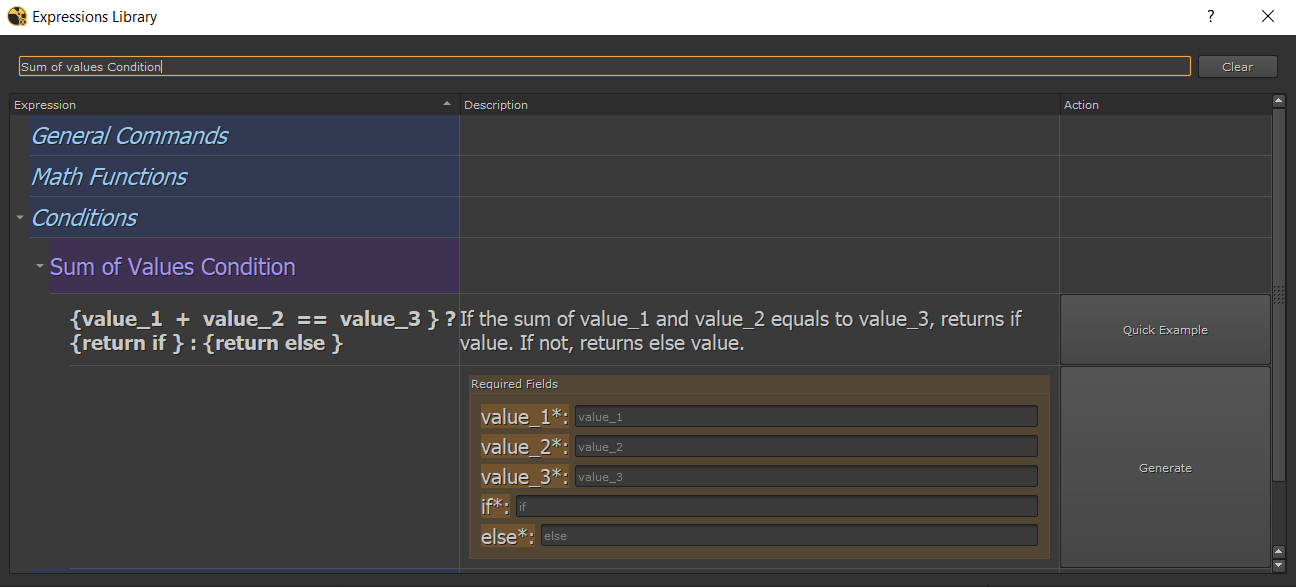 Expressions Library
?
Sum of values Condition
Clear
Expression Description Action
General Commands
Math Functions
Conditions
Sum of Values Condition
{value_1 + value_2 == value_3 } ?
{return if } : {return else }
If the sum of value_1 and value_2 equals to value_3, returns if
value. If not, returns else value.
Quick Example
Required Fields
value_1*: value_1
value_2*: value_2
value_3*: value_3
if*: if
else*: else
Generate